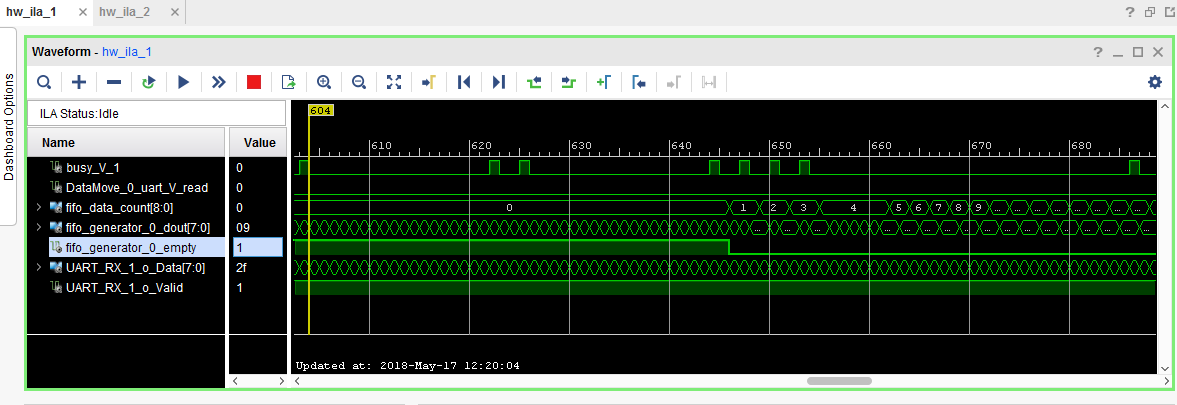 hw_ila_1 × hw_ila_2 ×
Dashboard Options
Waveform - hw_ila_1
ILA Status:Idle
Name Value
604
610 620 630 640 650 660 670 680
busy_V_1 0
DataMove_0_uart_V_read 0
fifo_data_count[8:0] 0 0 1 2 3 4 5 6 7 8 9 ... ... ... ... ... ... ... ...
fifo_generator_0_dout[7:0] 09 ... ... ... ... ... ... ... ... ... ... ... ... ... ... ... ... ...
fifo_generator_0_empty 1
UART_RX_1_o_Data[7:0] 2f
UART_RX_1_o_Valid 1
Updated at: 2018-May-17 12:20:04